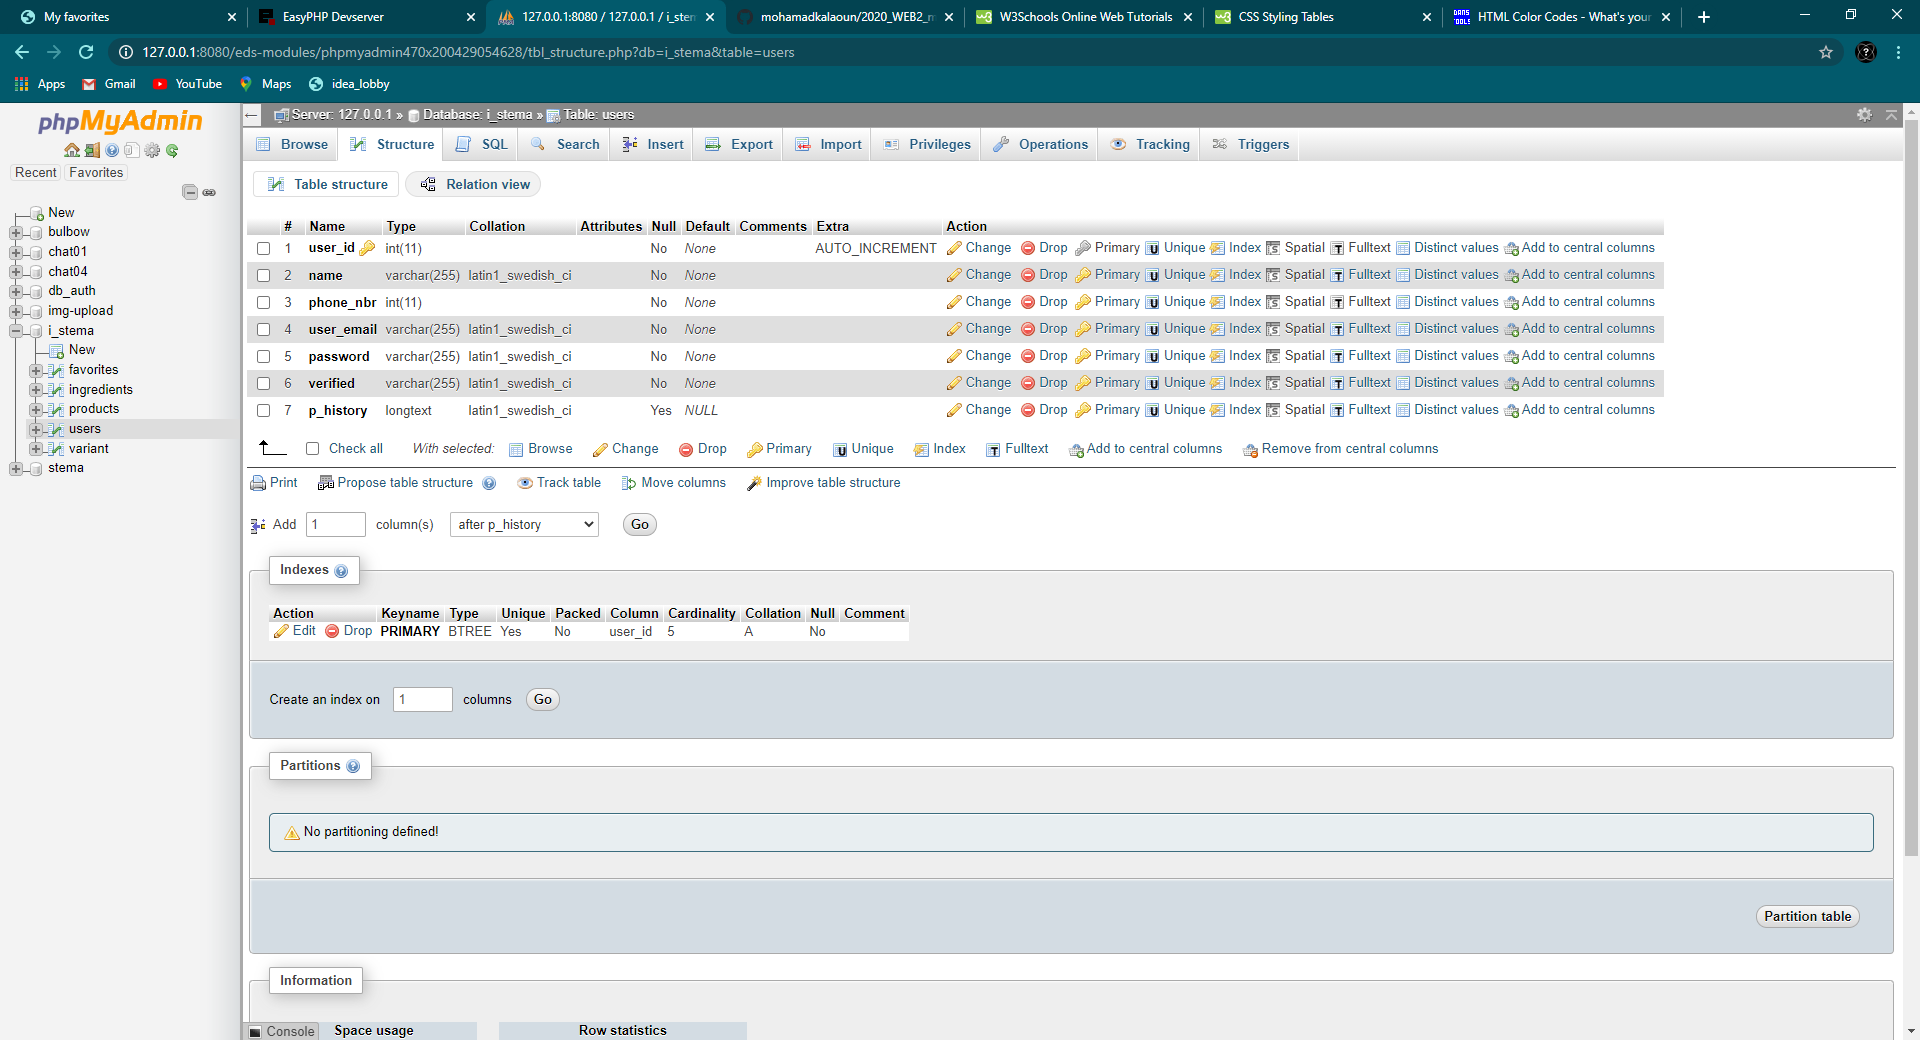 My favorites
EasyPHP Devserver
127.0.0.1:8080 / 127.0.0.1 / i_stem
mohamadkalaoun/2020_WEB2_m
W3Schools Online Web Tutorials
CSS Styling Tables
HTML Color Codes - What's your
127.0.0.1:8080/eds-modules/phpmyadmin470x200429054628/tbl_structure.php?db=i_stema&table=users
Apps Gmail YouTube Maps idea_lobby
phpMyAdmin
Recent Favorites
New
bulbow
chat01
chat04
db_auth
img-upload
i_stema
New
favorites
ingredients
products
users
variant
stema
Server: 127.0.0.1 » Database: i_stema » Table: users
Browse Structure SQL Search Insert Export Import Privileges Operations Tracking Triggers
Table structure Relation view
# Name Type Collation Attributes Null Default Comments Extra Action
1 user_id int(11) No None AUTO_INCREMENT Change Drop Primary Unique Index Spatial Fulltext Distinct values Add to central columns
2 name varchar(255) latin1_swedish_ci No None Change Drop Primary Unique Index Spatial Fulltext Distinct values Add to central columns
3 phone_nbr int(11) No None Change Drop Primary Unique Index Spatial Fulltext Distinct values Add to central columns
4 user_email varchar(255) latin1_swedish_ci No None Change Drop Primary Unique Index Spatial Fulltext Distinct values Add to central columns
5 password varchar(255) latin1_swedish_ci No None Change Drop Primary Unique Index Spatial Fulltext Distinct values Add to central columns
6 verified varchar(255) latin1_swedish_ci No None Change Drop Primary Unique Index Spatial Fulltext Distinct values Add to central columns
7 p_history longtext latin1_swedish_ci Yes NULL Change Drop Primary Unique Index Spatial Fulltext Distinct values Add to central columns
Check all With selected: Browse Change Drop Primary Unique Index Fulltext Add to central columns Remove from central columns
Print Propose table structure Track table Move columns Improve table structure
Add 1 column(s) after p_history Go
Indexes
Action Keyname Type Unique Packed Column Cardinality Collation Null Comment
Edit Drop PRIMARY BTREE Yes No user_id 5 A No
Create an index on 1 columns Go
Partitions
No partitioning defined!
Partition table
Information
Console Space usage Row statistics